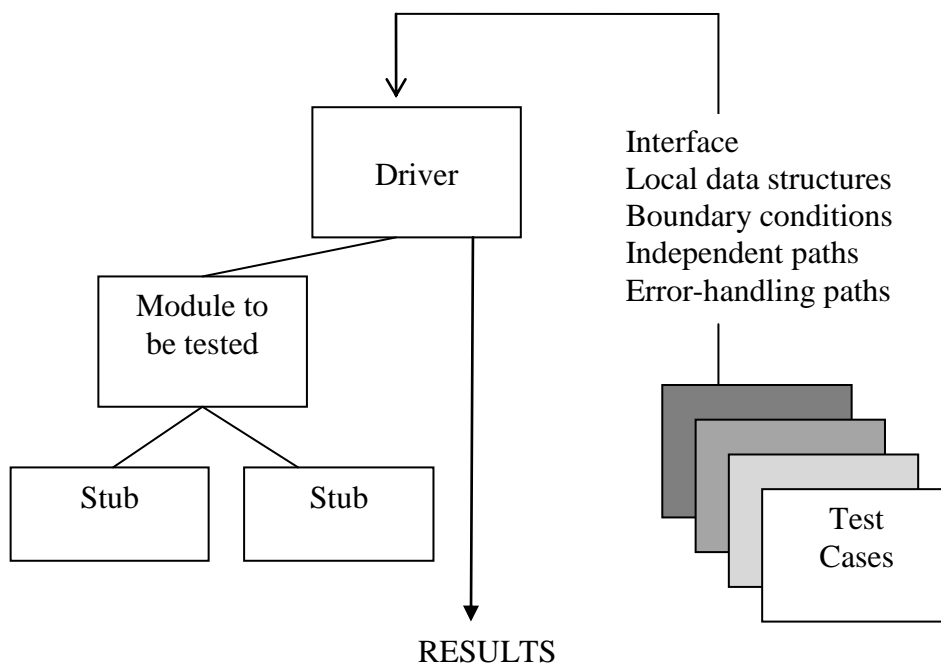 Driver
Interface
Local data structures
Boundary conditions
Independent paths
Error-handling paths
Module to
be tested
Stub
Stub
Test
Cases
RESULTS